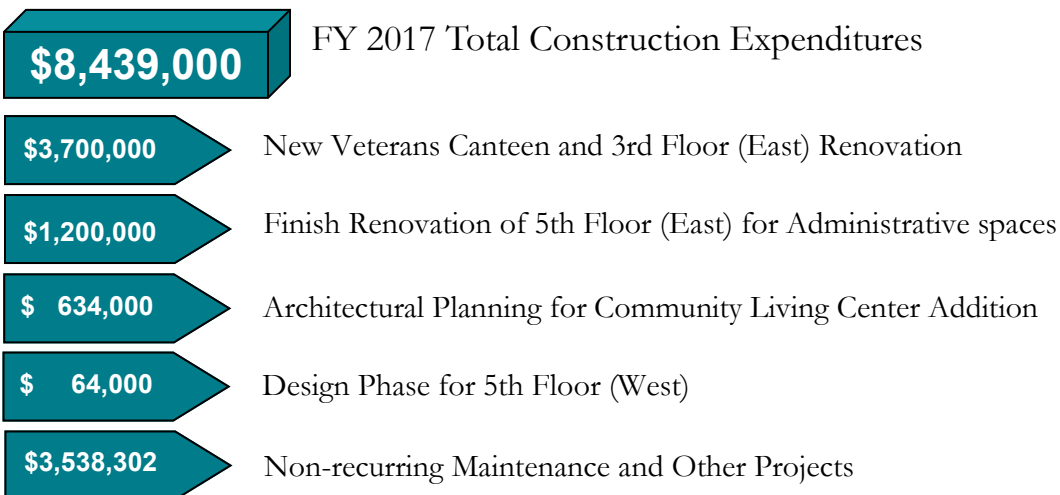 $8,439,000 FY 2017 Total Construction Expenditures
$3,700,000 New Veterans Canteen and 3rd Floor (East) Renovation
$1,200,000 Finish Renovation of 5th Floor (East) for Administrative spaces
$ 634,000 Architectural Planning for Community Living Center Addition
$ 64,000 Design Phase for 5th Floor (West)
$3,538,302 Non-recurring Maintenance and Other Projects